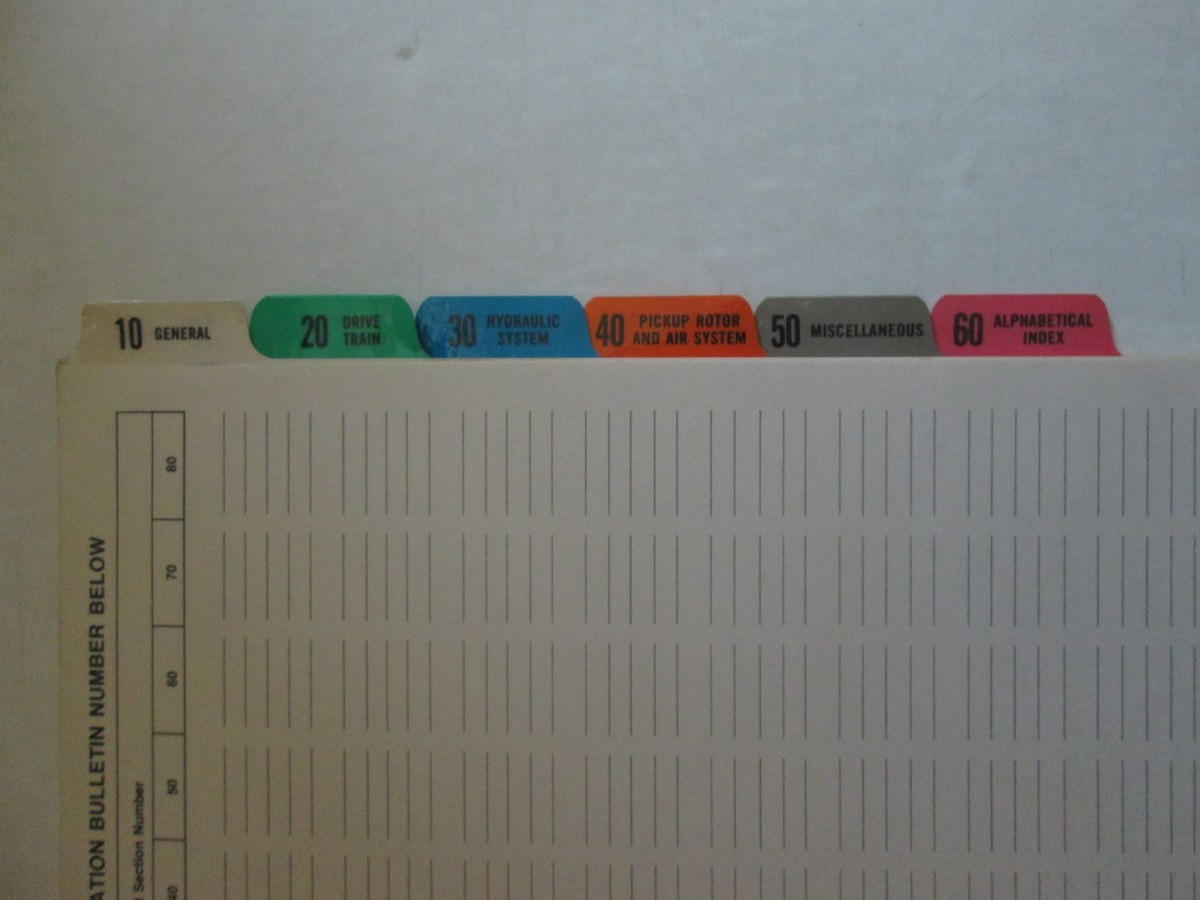 10 GENERAL
20 DRIVE
TRAIN
30 HYDRAULIC
SYSTEM
40 PICKUP ROTOR
AND AIR SYSTEM
50 MISCELLANEOUS
60 ALPHABETICAL
INDEX
BULLETIN NUMBER BELOW
Section Number
40 50 60 70 80